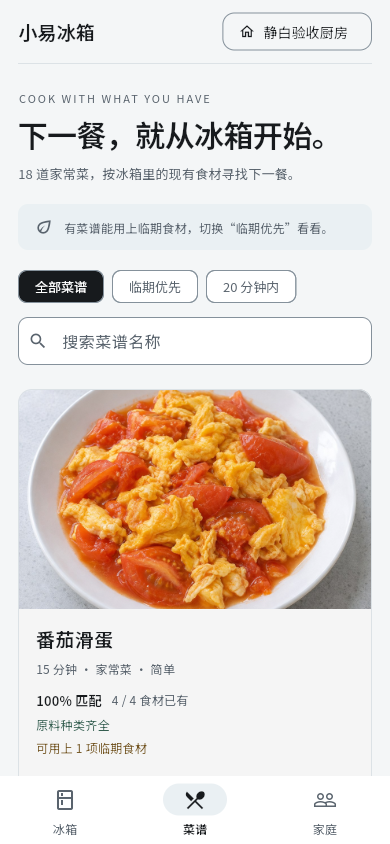 小易冰箱
静白验收厨房
COOK WITH WHAT YOU HAVE
下一餐，就从冰箱开始。
18 道家常菜，按冰箱里的现有食材寻找下一餐。
有菜谱能用上临期食材，切换“临期优先”看看。
全部菜谱 临期优先 20 分钟内
搜索菜谱名称
番茄滑蛋
15 分钟 · 家常菜 · 简单
100% 匹配 4 / 4 食材已有
原料种类齐全
可用上 1 项临期食材
冰箱 菜谱 家庭